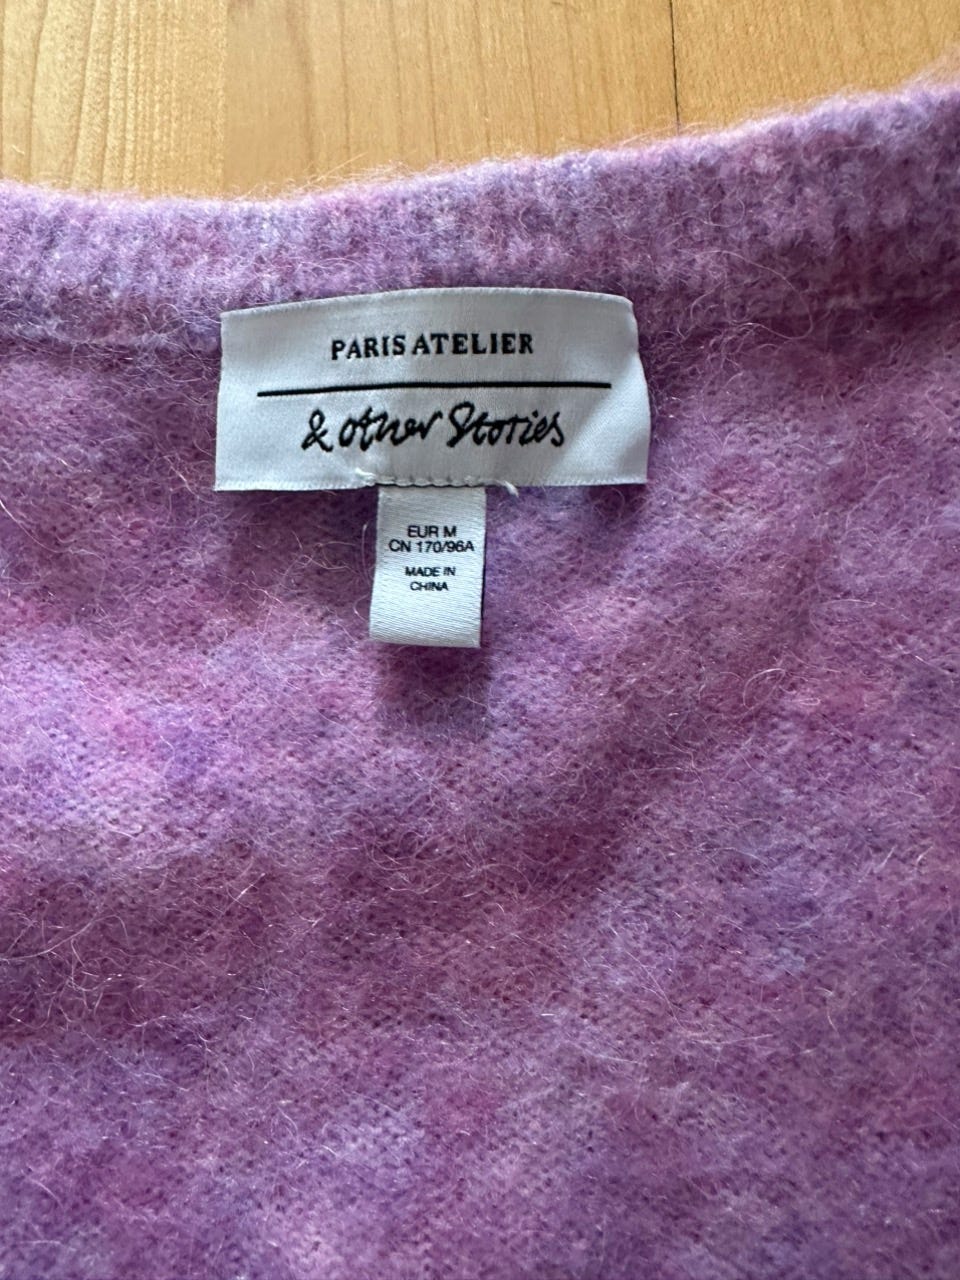 PARIS ATELIER
& other Stories
EUR M
CN 170/96A
MADE IN
CHINA